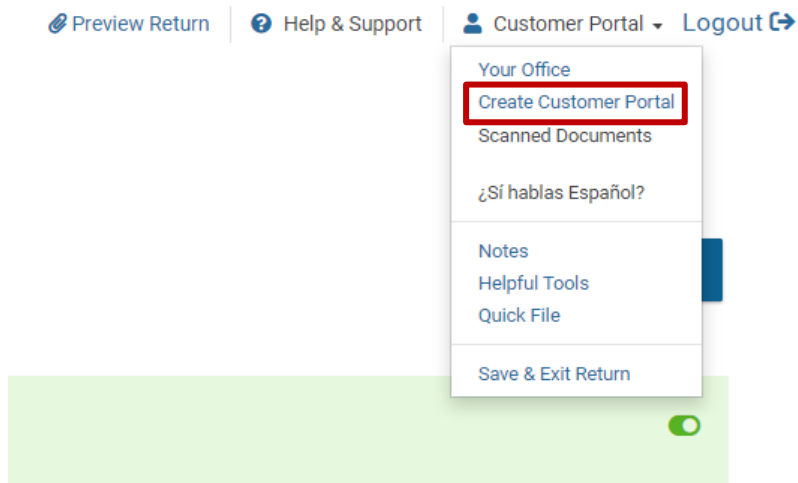 Preview Return Help & Support Customer Portal Logout
Your Office
Create Customer Portal
Scanned Documents
¿Sí hablas Español?
Notes
Helpful Tools
Quick File
Save & Exit Return